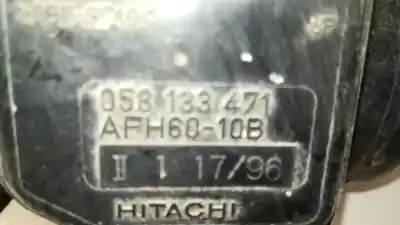 058 133 471
AFH60-10B
II 1 17/96
HITACHI